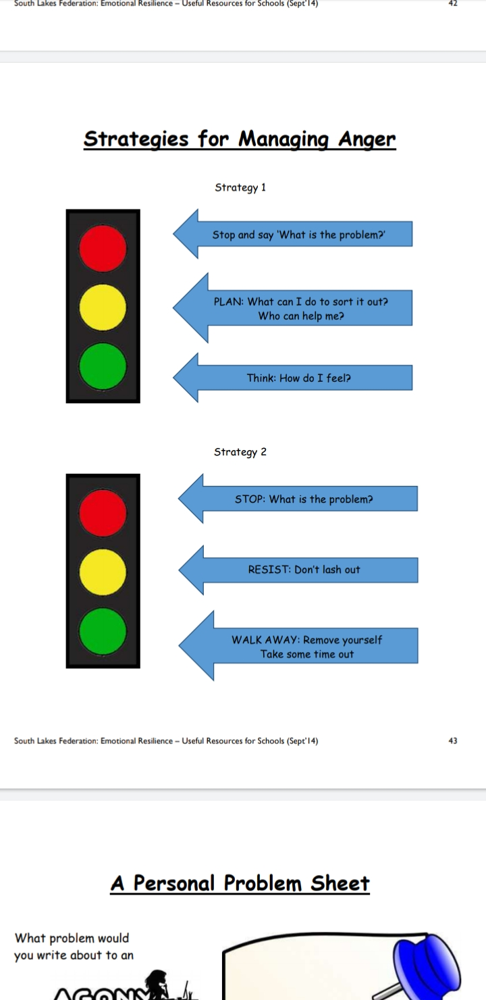 South Lakes Federation: Emotional Resilience – Useful Resources for Schools (Sept'14) 42
Strategies for Managing Anger
Strategy 1
Stop and say 'What is the problem?'
PLAN: What can I do to sort it out?
Who can help me?
Think: How do I feel?
Strategy 2
STOP: What is the problem?
RESIST: Don't lash out
WALK AWAY: Remove yourself
Take some time out
South Lakes Federation: Emotional Resilience – Useful Resources for Schools (Sept'14) 43
A Personal Problem Sheet
What problem would
you write about to an
AGONY